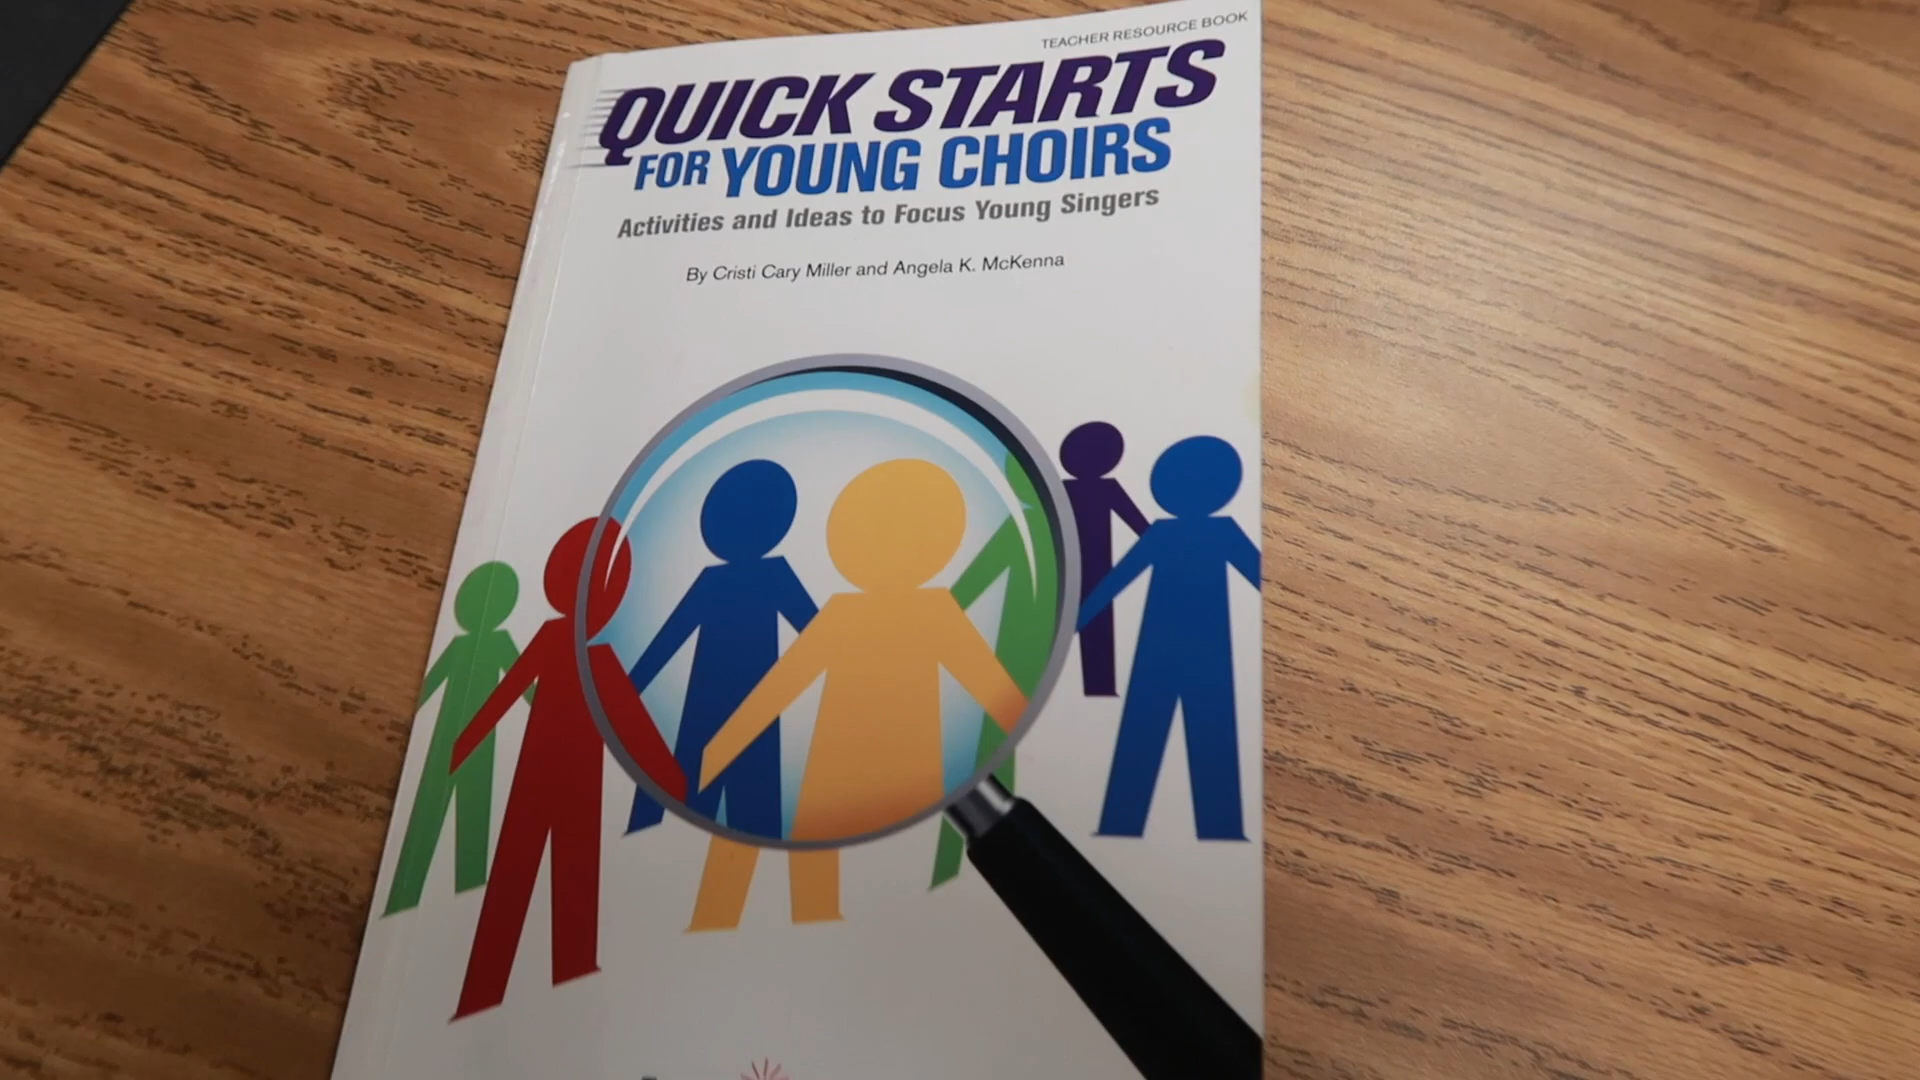 TEACHER RESOURCE BOOK
QUICK STARTS
FOR YOUNG CHOIRS
Activities and Ideas to Focus Young Singers
By Cristi Cary Miller and Angela K. McKenna